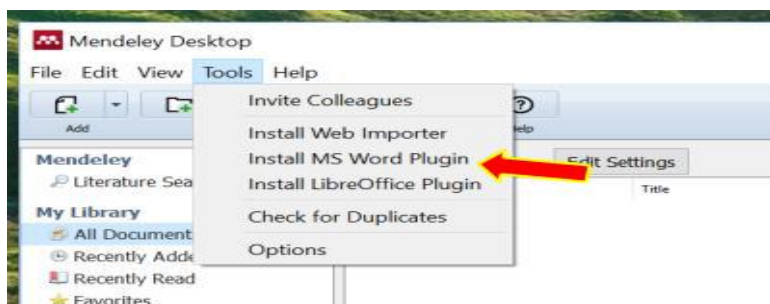 Mendeley Desktop
File Edit View Tools Help
Invite Colleagues
Install Web Importer
Install MS Word Plugin
Install LibreOffice Plugin
Check for Duplicates
Options
Add
Edit Settings
Title
Mendeley
Literature Sea
My Library
All Document
Recently Adde
Recently Read
Favorites